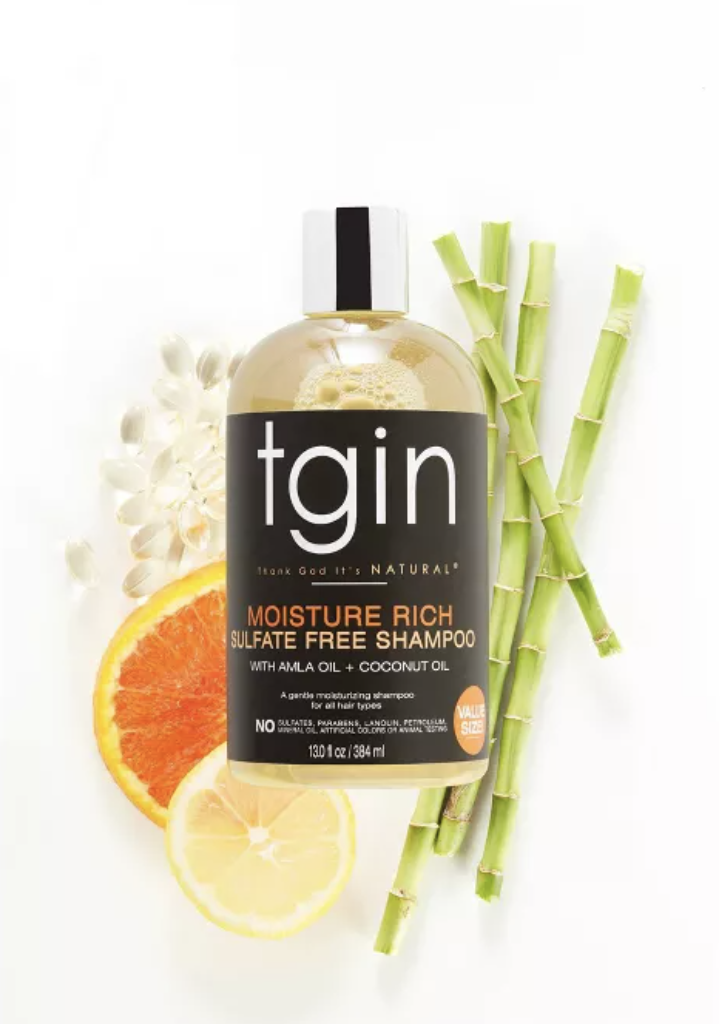 tgin
Thank God It's NATURAL®
MOISTURE RICH
SULFATE FREE SHAMPOO
WITH AMLA OIL + COCONUT OIL
A gentle moisturizing shampoo
for all hair types
NO SULFATES, PARABENS, LANOLIN, PETROLEUM,
MINERAL OIL, ARTIFICIAL COLORS OR ANIMAL TESTING
VALUE
SIZE!
13.0 fl oz / 384 ml